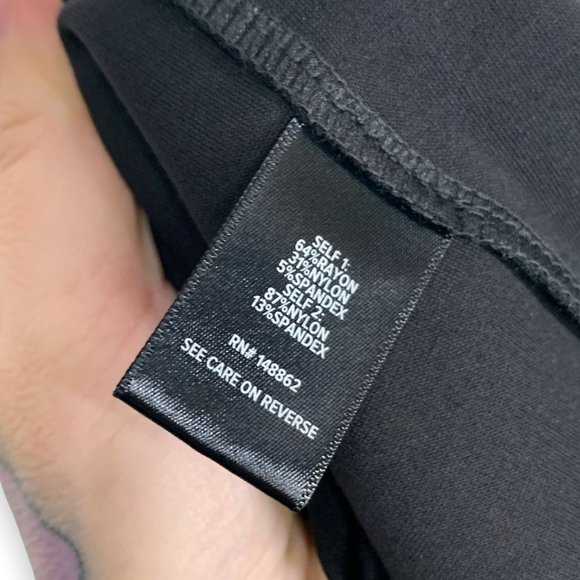 SELF 1:
64%RAYON
31%NYLON
5%SPANDEX
SELF 2:
87%NYLON
13%SPANDEX
RN# 148862
SEE CARE ON REVERSE